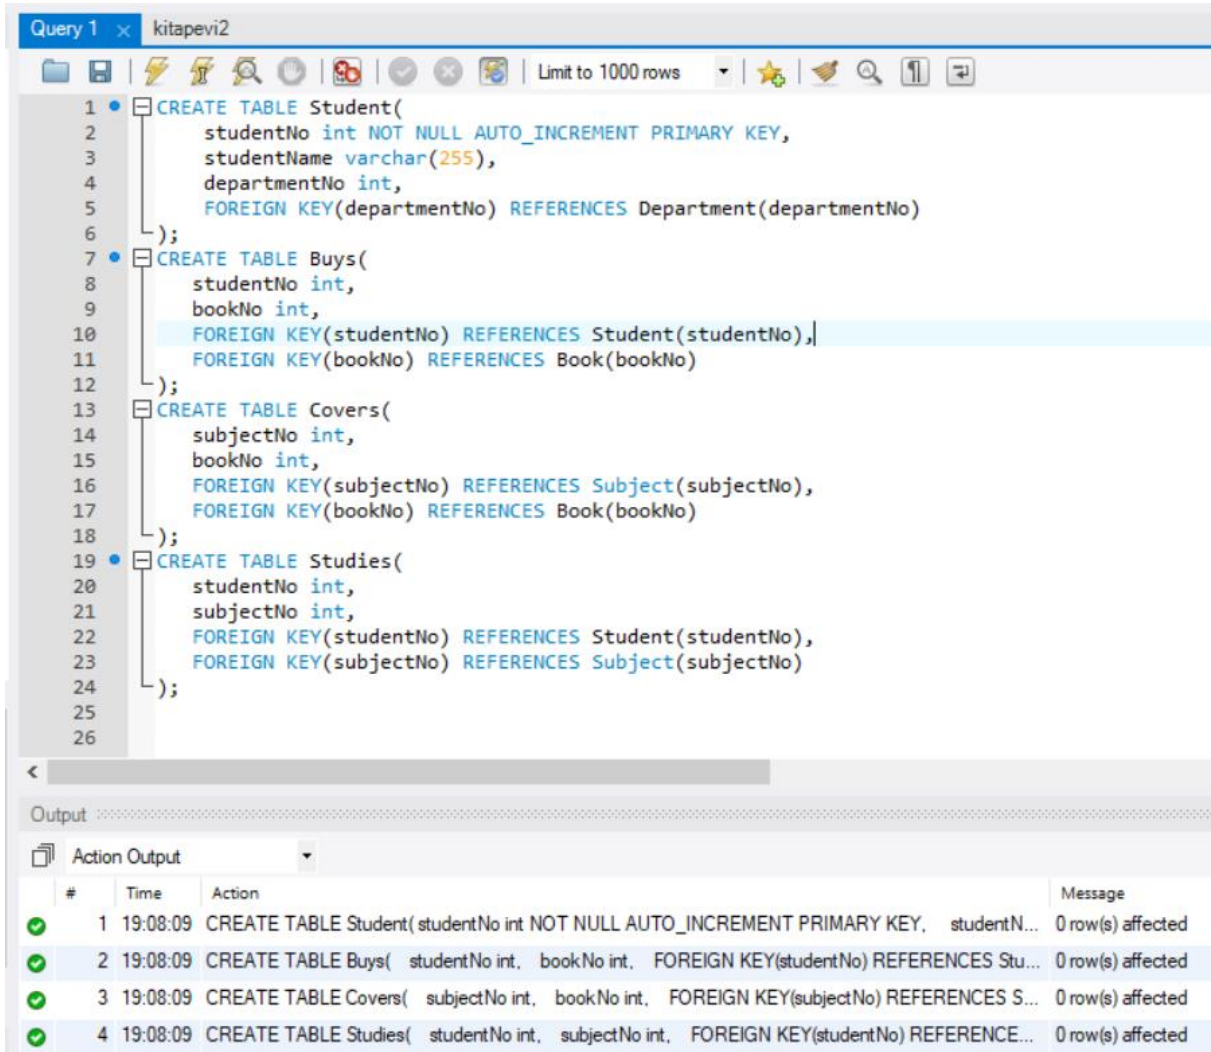 Query 1 kitapevi2
Limit to 1000 rows
1 CREATE TABLE Student(
2 studentNo int NOT NULL AUTO_INCREMENT PRIMARY KEY,
3 studentName varchar(255),
4 departmentNo int,
5 FOREIGN KEY(departmentNo) REFERENCES Department(departmentNo)
6 );
7 CREATE TABLE Buys(
8 studentNo int,
9 bookNo int,
10 FOREIGN KEY(studentNo) REFERENCES Student(studentNo),
11 FOREIGN KEY(bookNo) REFERENCES Book(bookNo)
12 );
13 CREATE TABLE Covers(
14 subjectNo int,
15 bookNo int,
16 FOREIGN KEY(subjectNo) REFERENCES Subject(subjectNo),
17 FOREIGN KEY(bookNo) REFERENCES Book(bookNo)
18 );
19 CREATE TABLE Studies(
20 studentNo int,
21 subjectNo int,
22 FOREIGN KEY(studentNo) REFERENCES Student(studentNo),
23 FOREIGN KEY(subjectNo) REFERENCES Subject(subjectNo)
24 );
25
26
Output
Action Output
# Time Action Message
1 19:08:09 CREATE TABLE Student( studentNo int NOT NULL AUTO_INCREMENT PRIMARY KEY, studentN... 0 row(s) affected
2 19:08:09 CREATE TABLE Buys( studentNo int, bookNo int, FOREIGN KEY(studentNo) REFERENCES Stu... 0 row(s) affected
3 19:08:09 CREATE TABLE Covers( subjectNo int, bookNo int, FOREIGN KEY(subjectNo) REFERENCES S... 0 row(s) affected
4 19:08:09 CREATE TABLE Studies( studentNo int, subjectNo int, FOREIGN KEY(studentNo) REFERENCE... 0 row(s) affected